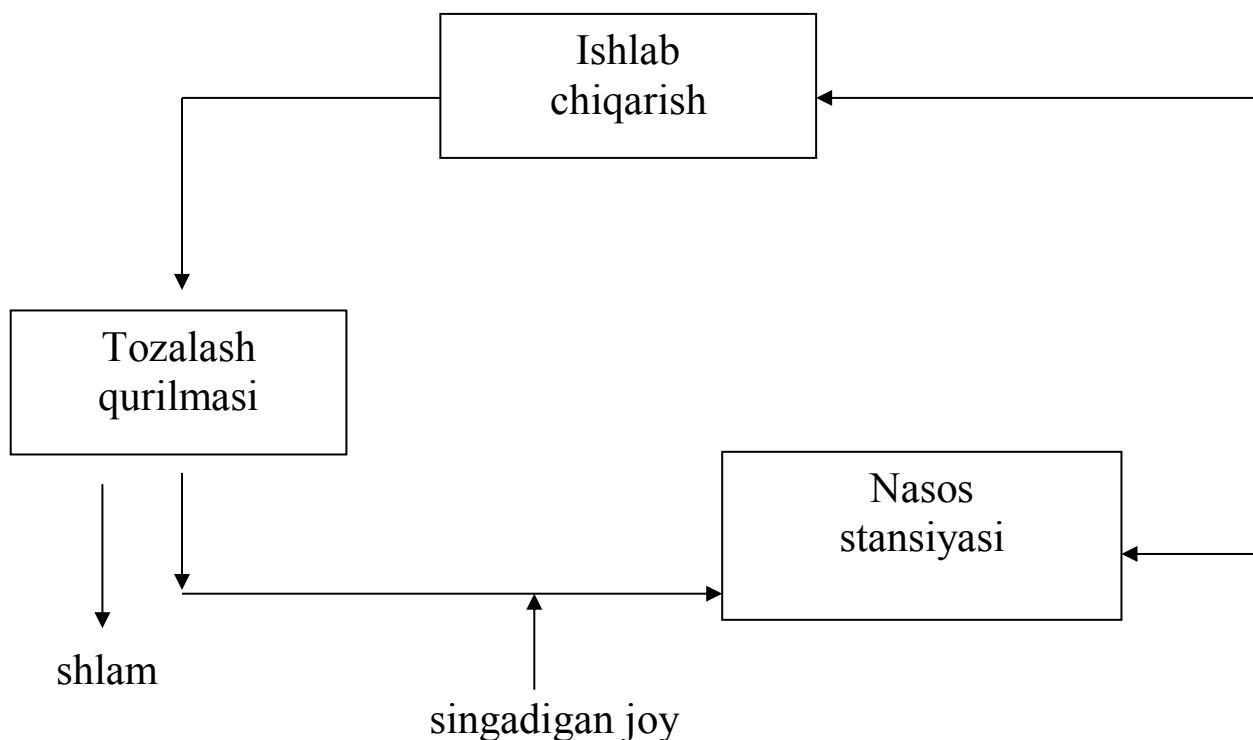 Ishlab
chiqarish
Tozalash
qurilmasi
Nasos
stansiyasi
shlam
singadigan joy